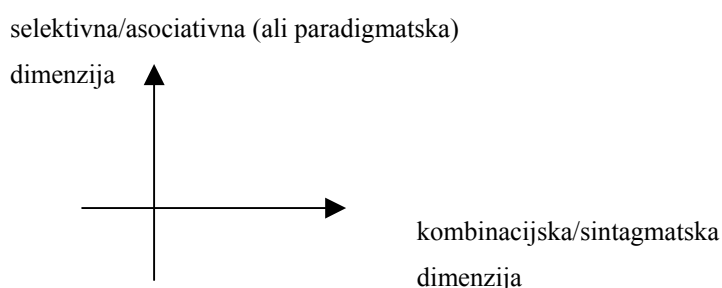 selektivna/asociativna (ali paradigmatska)
dimenzija
kombinacijska/sintagmatska
dimenzija